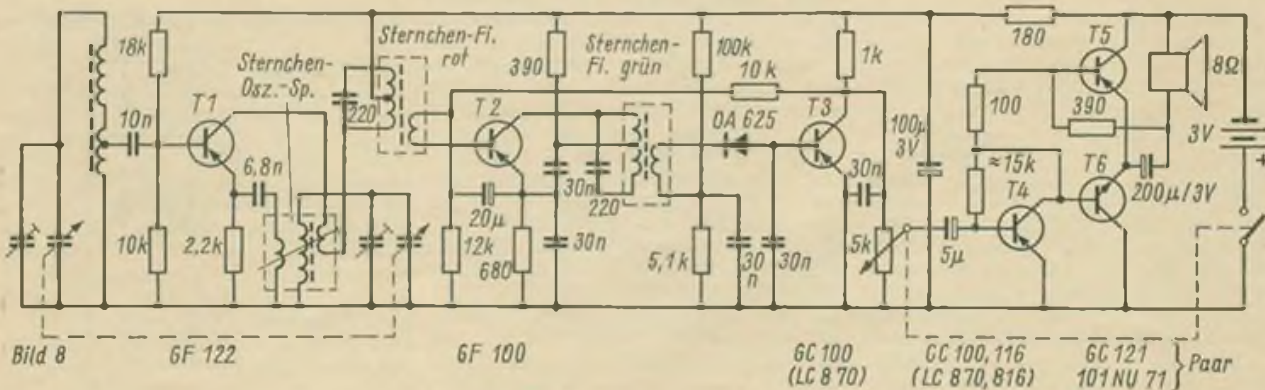 18k
10n
10k
T1
Sternchen-
Osz.-Sp.
6,8n
2,2k
220
Sternchen-Fi.
rot
T2
20µ
12k
680
390
30n
30n
220
Sternchen-
Fi. grün
100k
10k
OA 625
5,1k
30
n
30n
T3
1k
30n
5k
100µ
3V
5µ
180
100
≈15k
T4
T5
390
T6
200µ/3V
8Ω
3V
+
Bild 8
GF 122
GF 100
GC 100
(LC 870)
GC 100, 116
(LC 870, 816)
GC 121
101 NU 71
} Paar